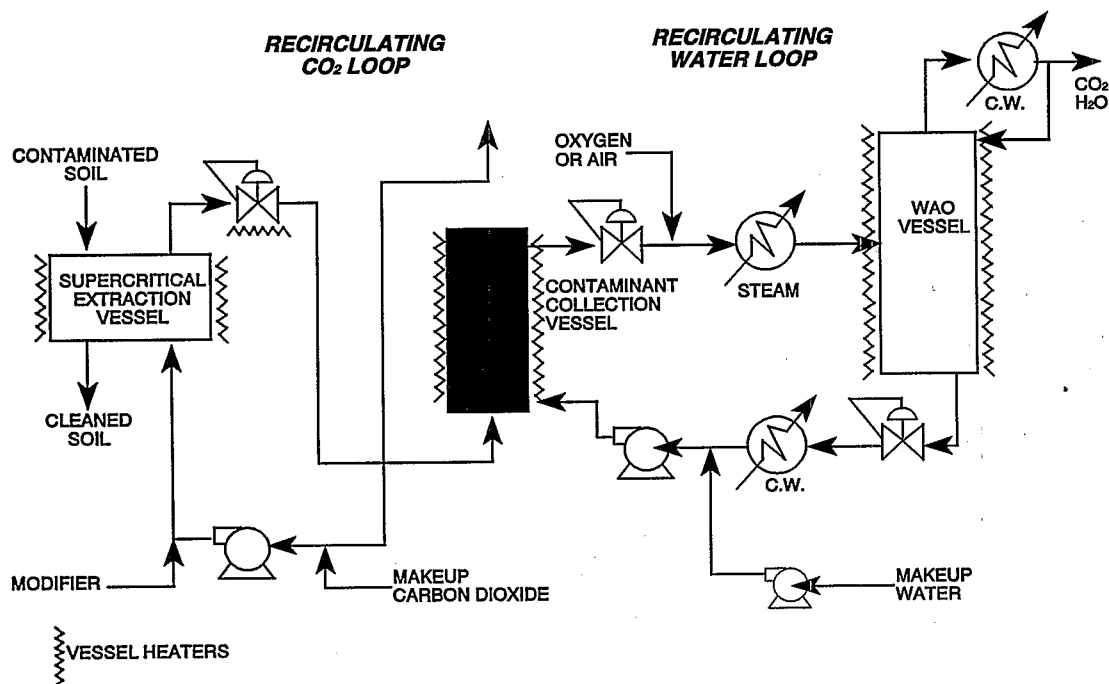 RECIRCULATING
CO₂ LOOP
RECIRCULATING
WATER LOOP
C.W.
CO₂
H₂O
CONTAMINATED
SOIL
OXYGEN
OR AIR
WAO
VESSEL
SUPERCRITICAL
EXTRACTION
VESSEL
STEAM
CONTAMINANT
COLLECTION
VESSEL
CLEANED
SOIL
C.W.
MODIFIER
MAKEUP
CARBON DIOXIDE
MAKEUP
WATER
VESSEL HEATERS